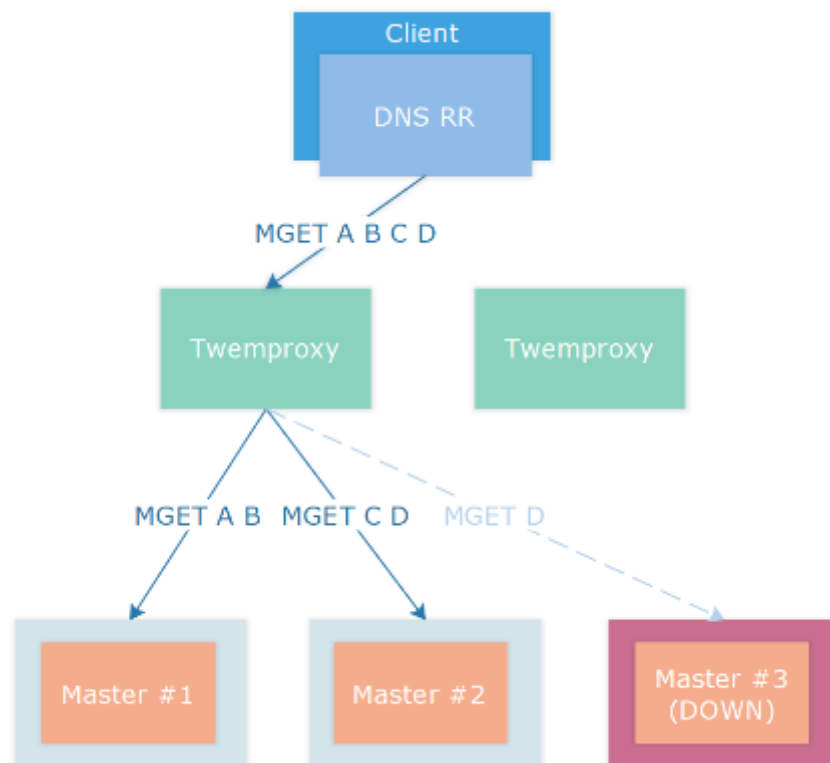 Client
DNS RR
MGET A B C D
Twemproxy
Twemproxy
MGET A B
MGET C D
MGET D
Master #1
Master #2
Master #3
(DOWN)